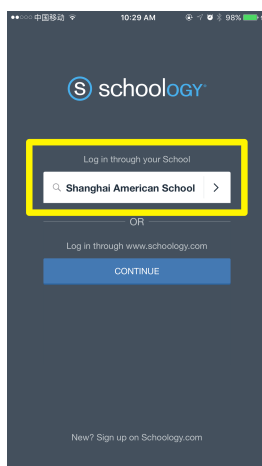 中国移动 10:29 AM 98%
S schoology
Log in through your School
Shanghai American School
OR
Log in through www.schoology.com
CONTINUE
New? Sign up on Schoology.com